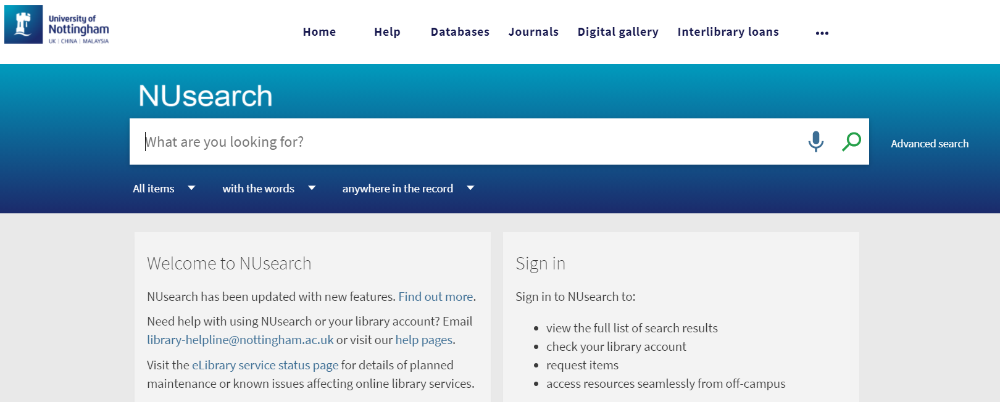 University of
Nottingham
UK | CHINA | MALAYSIA
Home Help Databases Journals Digital gallery Interlibrary loans •••
NUsearch
What are you looking for?
Advanced search
All items with the words anywhere in the record
Welcome to NUsearch
NUsearch has been updated with new features. Find out more.
Need help with using NUsearch or your library account? Email
library-helpline@nottingham.ac.uk or visit our help pages.
Visit the eLibrary service status page for details of planned
maintenance or known issues affecting online library services.
Sign in
Sign in to NUsearch to:
• view the full list of search results
• check your library account
• request items
• access resources seamlessly from off-campus